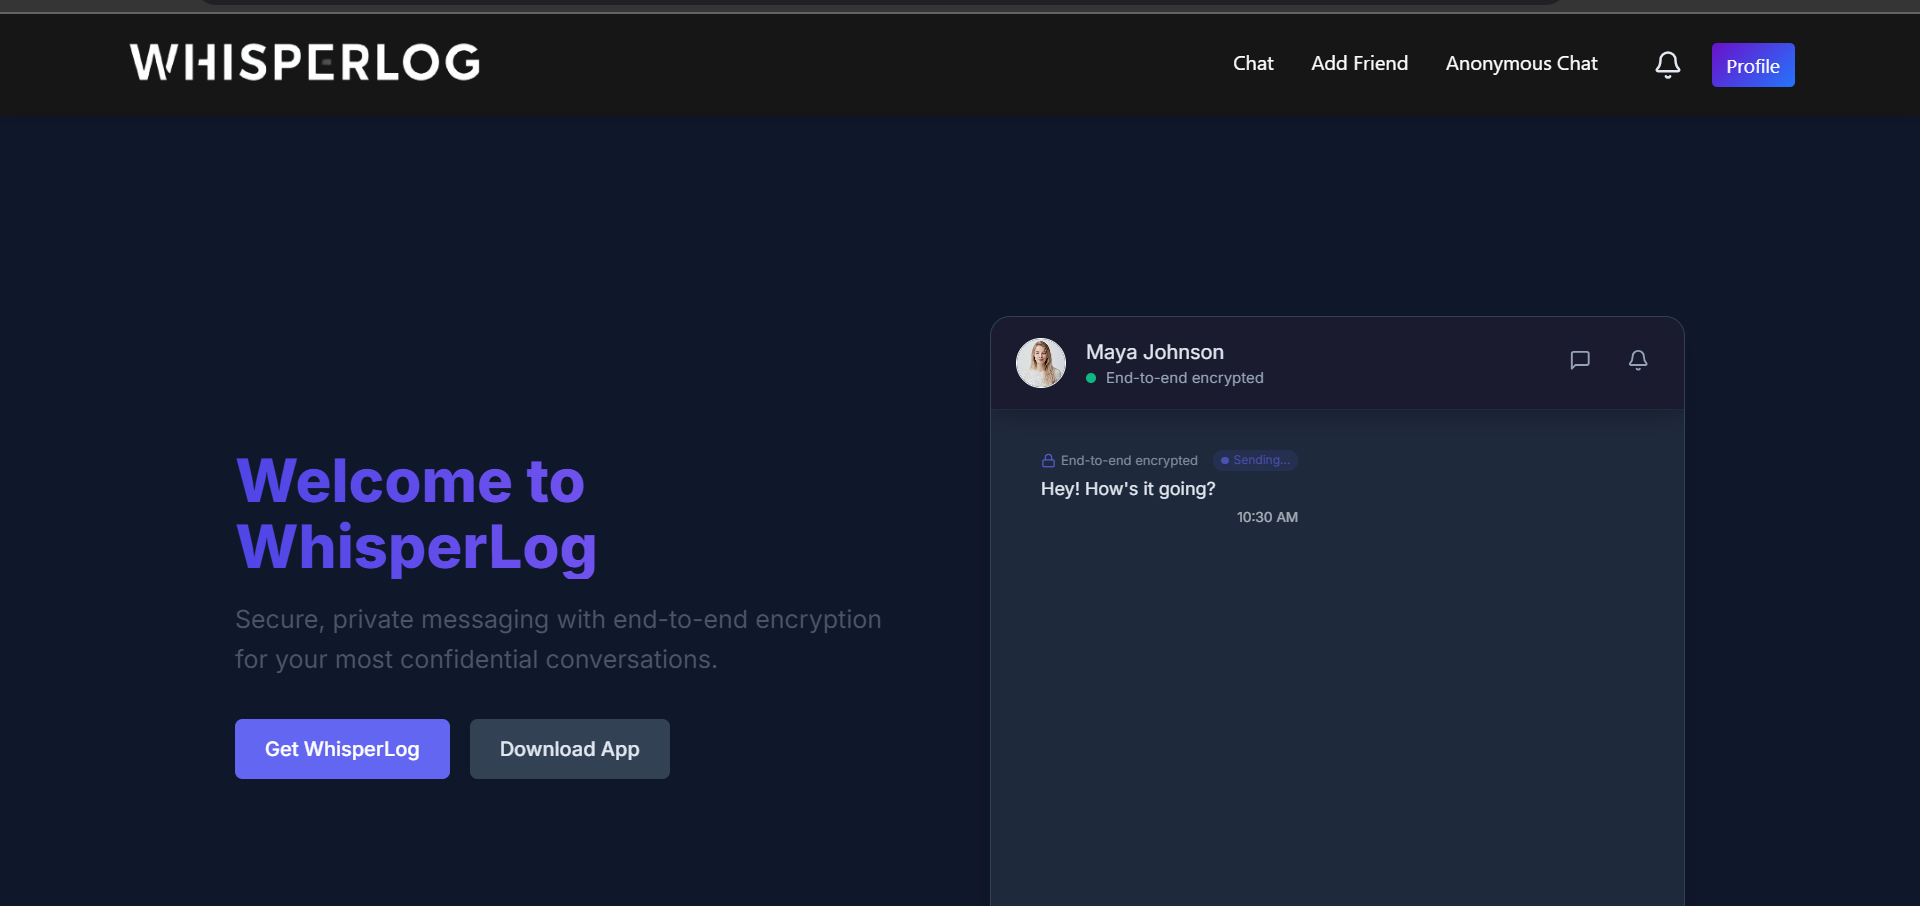 WHISPERLOG
Chat
Add Friend
Anonymous Chat
Profile
Welcome to
WhisperLog
Secure, private messaging with end-to-end encryption
for your most confidential conversations.
Get WhisperLog
Download App
Maya Johnson
End-to-end encrypted
End-to-end encrypted
Sending...
Hey! How's it going?
10:30 AM